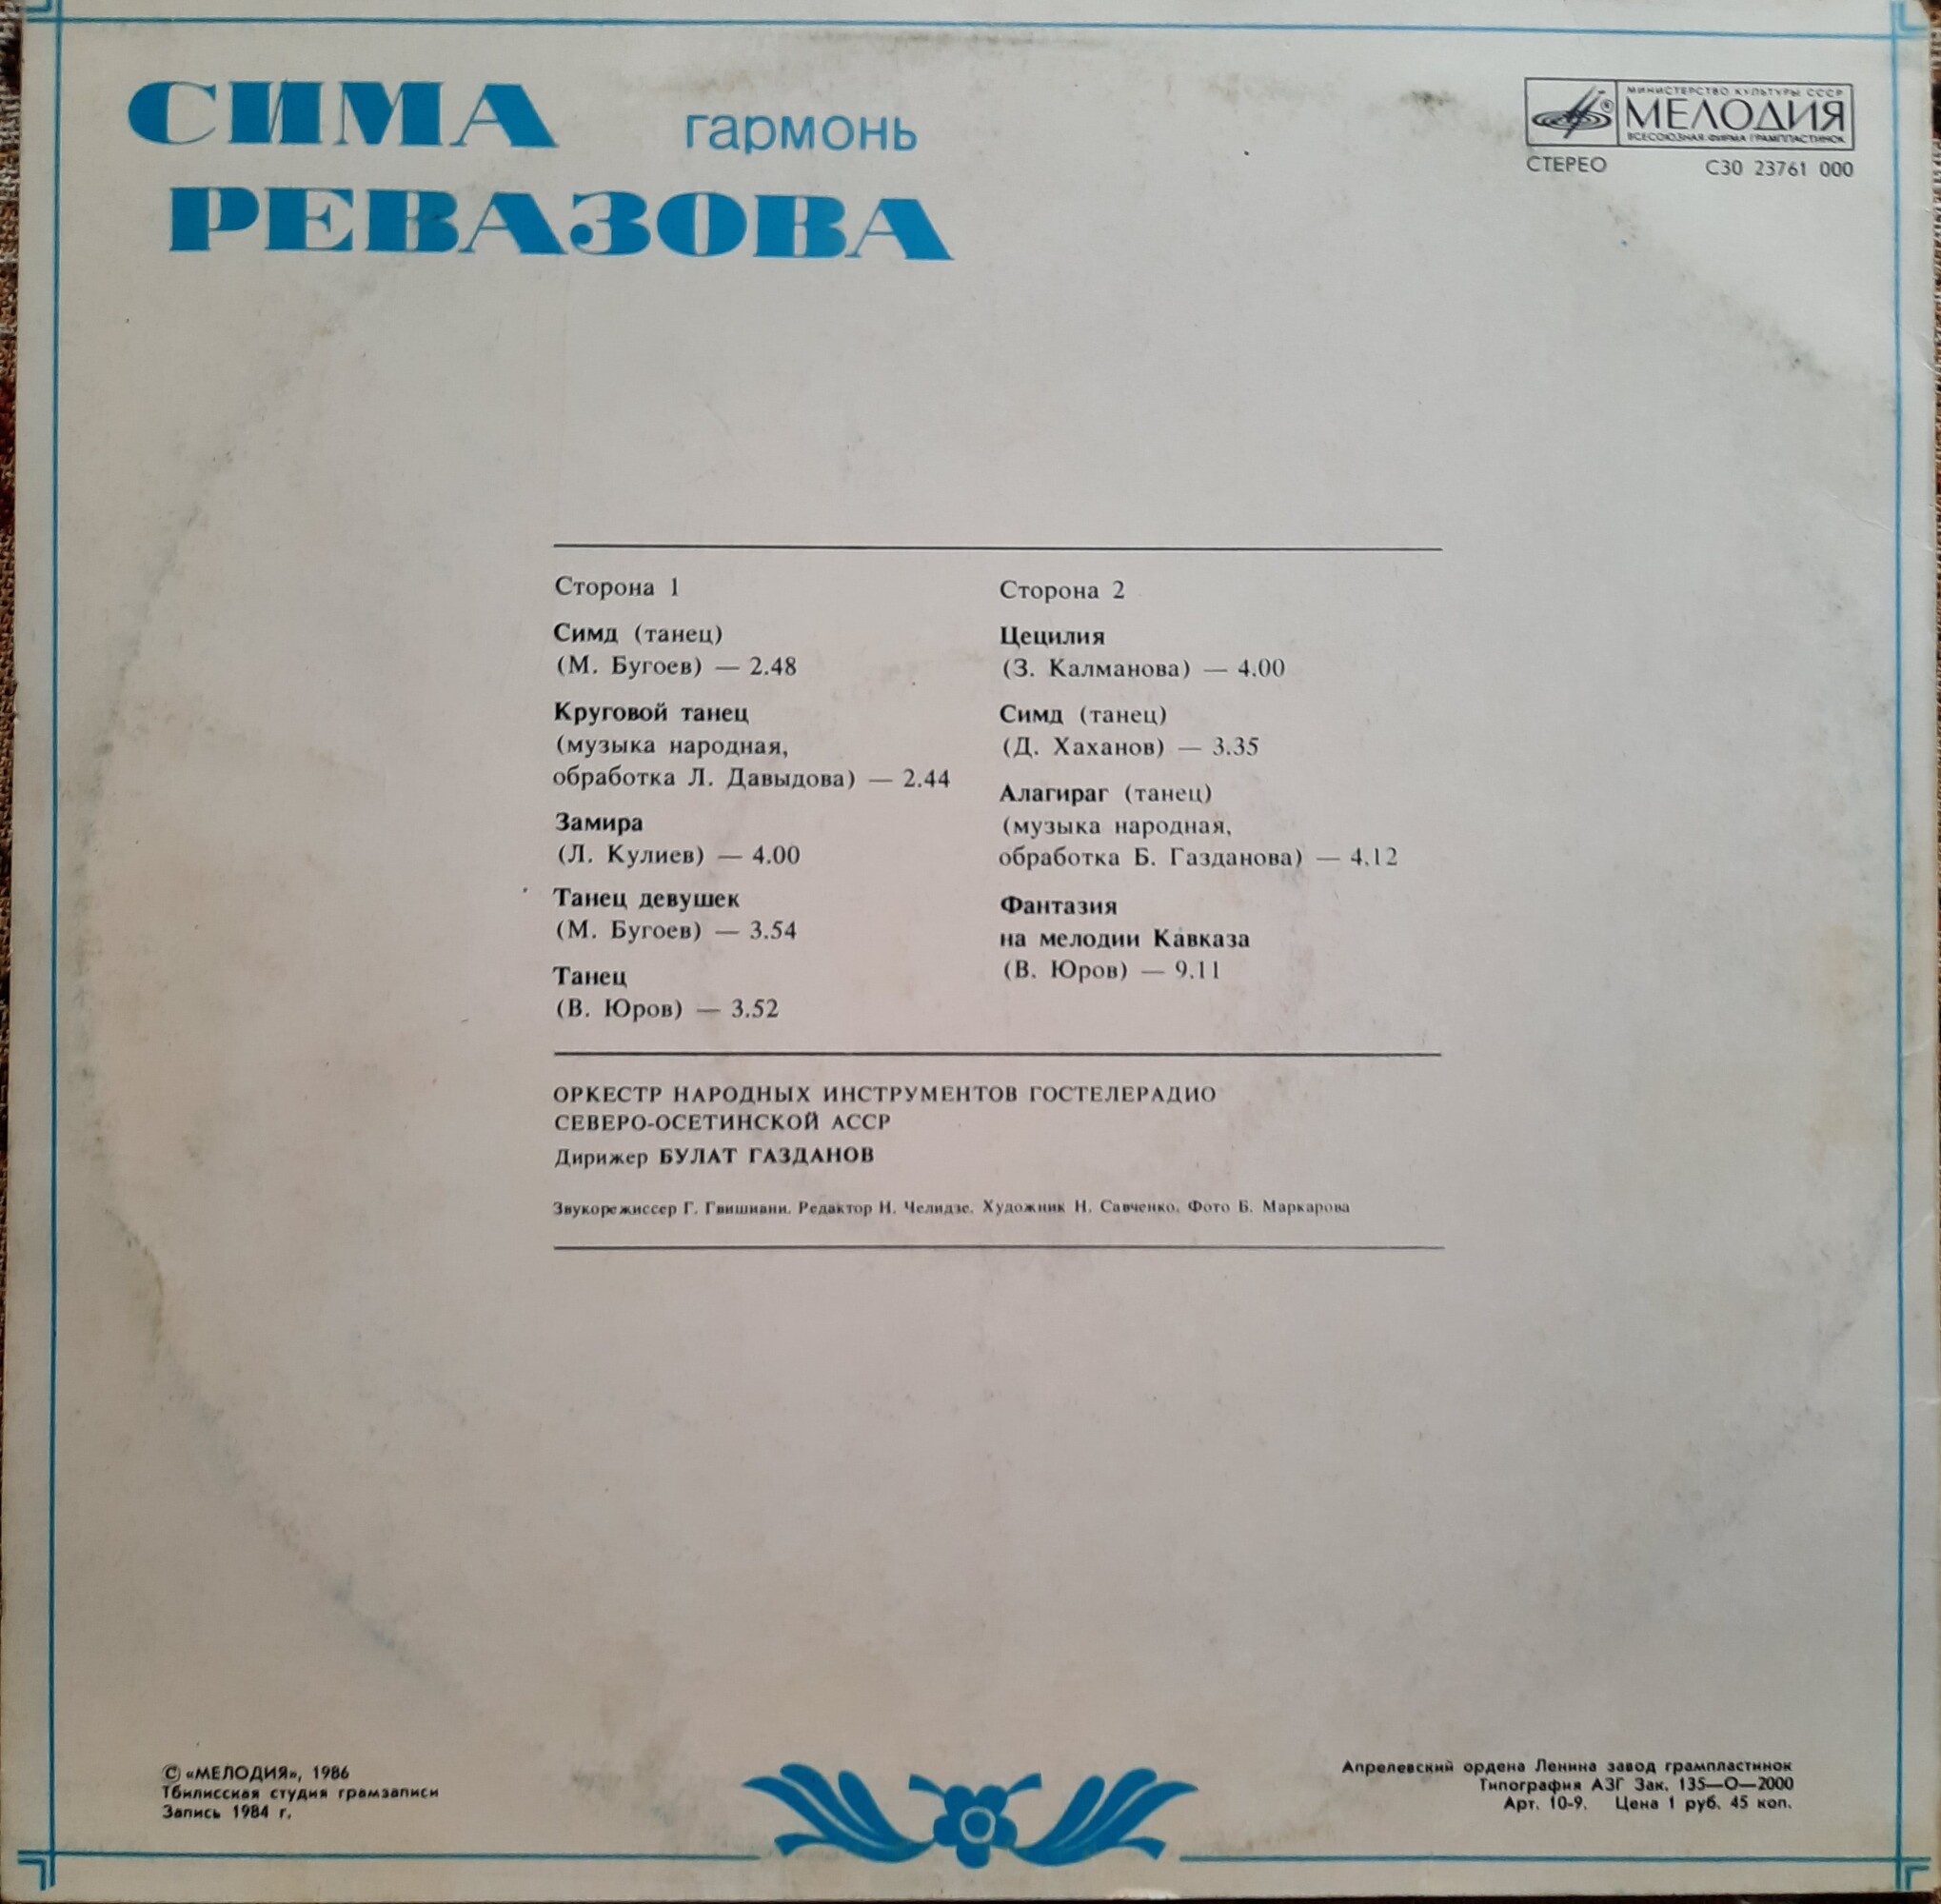 СИМА гармонь
РЕВАЗОВА
МИНИСТЕРСТВО КУЛЬТУРЫ СССР
МЕЛОДИЯ
ВСЕСОЮЗНАЯ ФИРМА ГРАМПЛАСТИНОК
СТЕРЕО С30 23761 000
Сторона 1
Симд (танец)
(М. Бугоев) — 2.48
Круговой танец
(музыка народная,
обработка Л. Давыдова) — 2.44
Замира
(Л. Кулиев) — 4.00
Танец девушек
(М. Бугоев) — 3.54
Танец
(В. Юров) — 3.52
Сторона 2
Цецилия
(З. Калманова) — 4.00
Симд (танец)
(Д. Хаханов) — 3.35
Алагираг (танец)
(музыка народная,
обработка Б. Газданова) — 4.12
Фантазия
на мелодии Кавказа
(В. Юров) — 9.11
ОРКЕСТР НАРОДНЫХ ИНСТРУМЕНТОВ ГОСТЕЛЕРАДИО
СЕВЕРО-ОСЕТИНСКОЙ АССР
Дирижер БУЛАТ ГАЗДАНОВ
Звукорежиссер Г. Гвишиани. Редактор Н. Челидзе. Художник Н. Савченко. Фото Б. Маркарова
© «МЕЛОДИЯ», 1986
Тбилисская студия грамзаписи
Запись 1984 г.
Апрелевский ордена Ленина завод грампластинок
Типография АЗГ Зак. 135—О—2000
Арт. 10-9. Цена 1 руб. 45 коп.